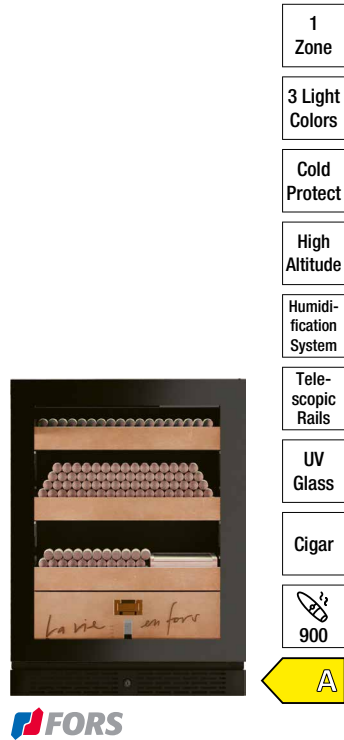 1
Zone
3 Light
Colors
Cold
Protect
High
Altitude
Humidi-
fication
System
Tele-
scopic
Rails
UV
Glass
Cigar
900
La vie en fors
A
FORS